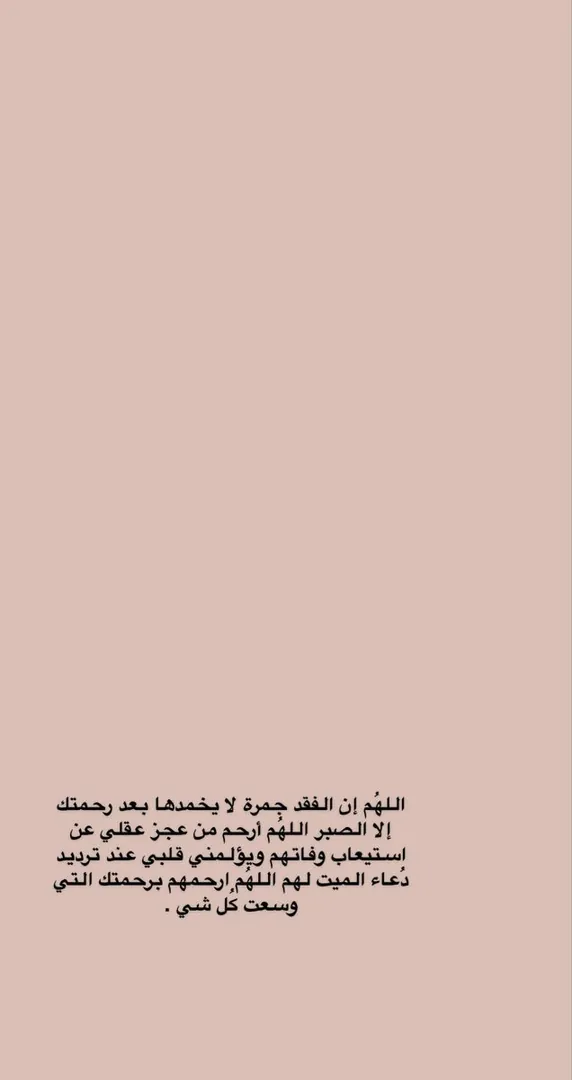 اللهُم إن الفقد جمرة لا يخمدها بعد رحمتك
إلا الصبر اللهُم أرحم من عجز عقلي عن
استيعاب وفاتهم ويؤلمني قلبي عند ترديد
دُعاء الميت لهم اللهُم ارحمهم برحمتك التي
وسعت كُل شي .